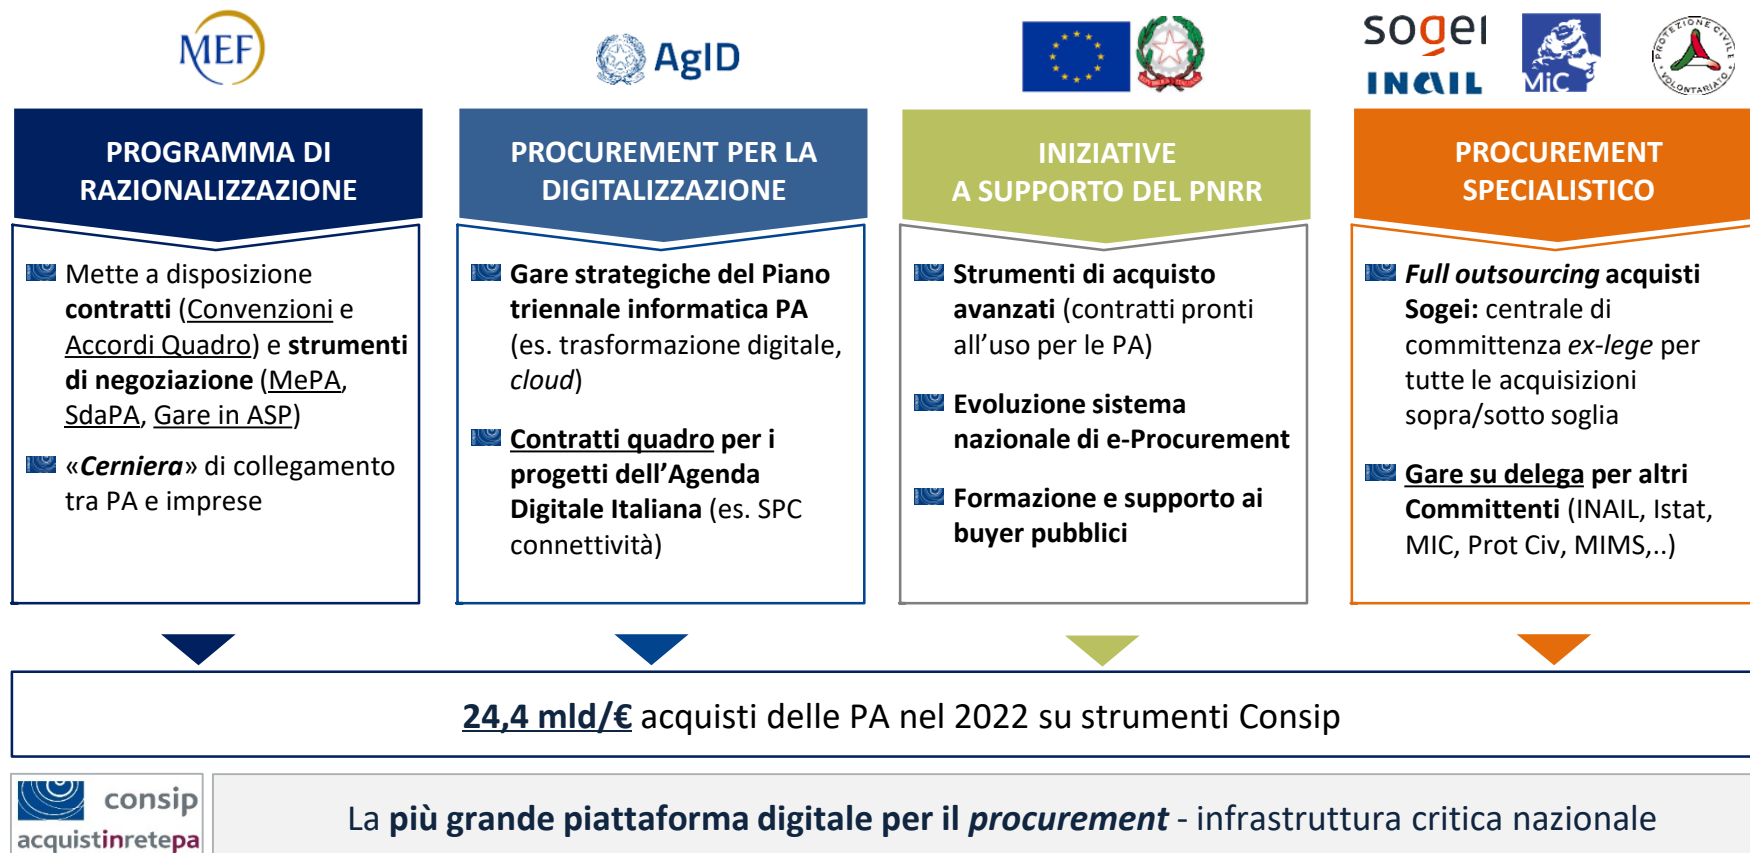 MEF
AgID
sogei
INAIL
MiC
PROTEZIONE CIVILE
VOLONTARIATO
PROGRAMMA DI
RAZIONALIZZAZIONE
Mette a disposizione
contratti (Convenzioni e
Accordi Quadro) e strumenti
di negoziazione (MePA,
SdaPA, Gare in ASP)
«Cerniera» di collegamento
tra PA e imprese
PROCUREMENT PER LA
DIGITALIZZAZIONE
Gare strategiche del Piano
triennale informatica PA
(es. trasformazione digitale,
cloud)
Contratti quadro per i
progetti dell’Agenda
Digitale Italiana (es. SPC
connettività)
INIZIATIVE
A SUPPORTO DEL PNRR
Strumenti di acquisto
avanzati (contratti pronti
all’uso per le PA)
Evoluzione sistema
nazionale di e-Procurement
Formazione e supporto ai
buyer pubblici
PROCUREMENT
SPECIALISTICO
Full outsourcing acquisti
Sogei: centrale di
committenza ex-lege per
tutte le acquisizioni
sopra/sotto soglia
Gare su delega per altri
Committenti (INAIL, Istat,
MIC, Prot Civ, MIMS,..)
24,4 mld/€ acquisti delle PA nel 2022 su strumenti Consip
consip
acquistinretepa
La più grande piattaforma digitale per il procurement - infrastruttura critica nazionale